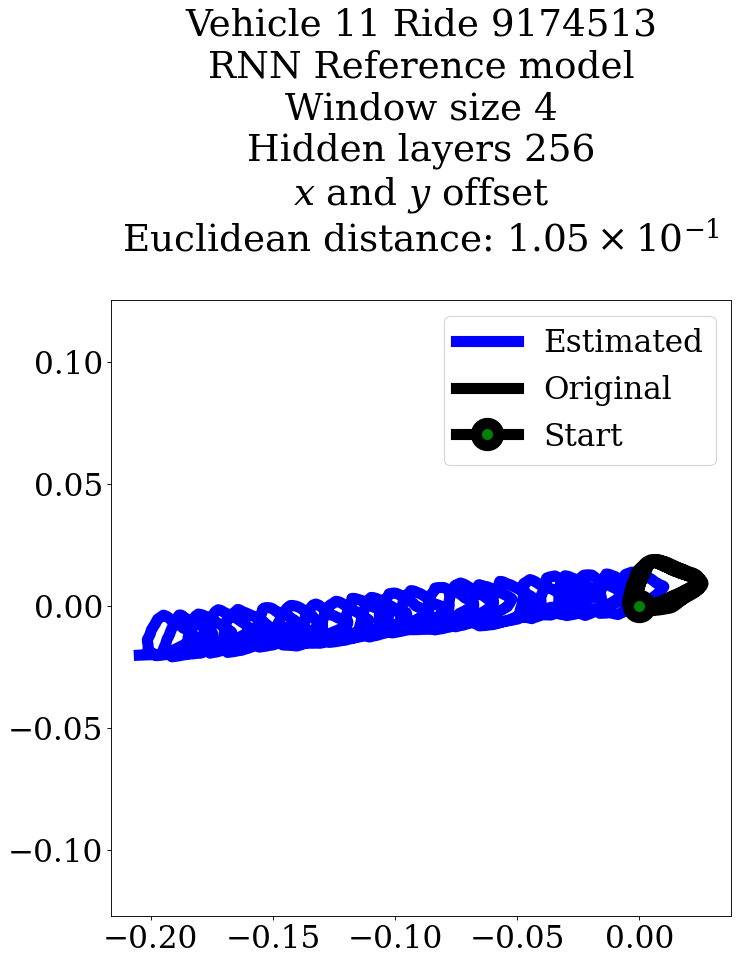 Vehicle 11 Ride 9174513
RNN Reference model
Window size 4
Hidden layers 256
x and y offset
Euclidean distance: 1.05 × 10⁻¹
Estimated
Original
Start
0.10
0.05
0.00
−0.05
−0.10
−0.20 −0.15 −0.10 −0.05 0.00